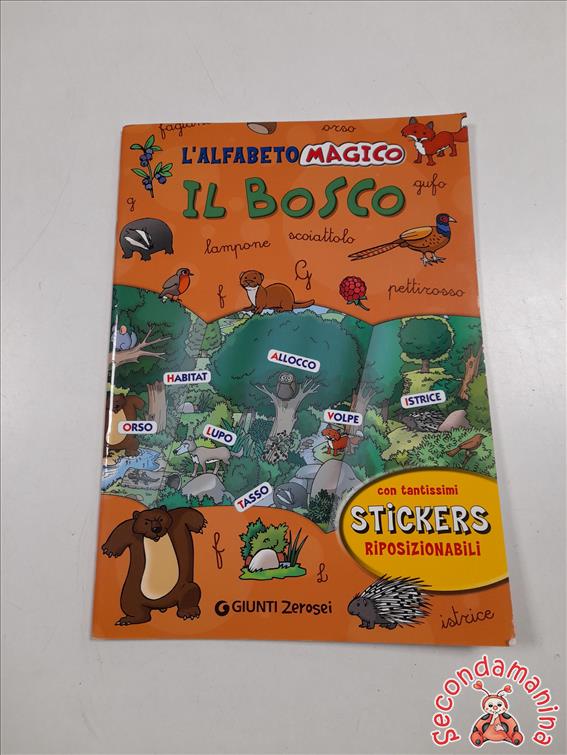 fagiano
orso
L'ALFABETO MAGICO
IL BOSCO
gufo
g
lampone
scoiattolo
G
f
pettirosso
HABITAT
ALLOCCO
ISTRICE
ORSO
LUPO
VOLPE
TASSO
con tantissimi
STICKERS
RIPOSIZIONABILI
f
L
GIUNTI Zerosei
istrice
Secondamanina